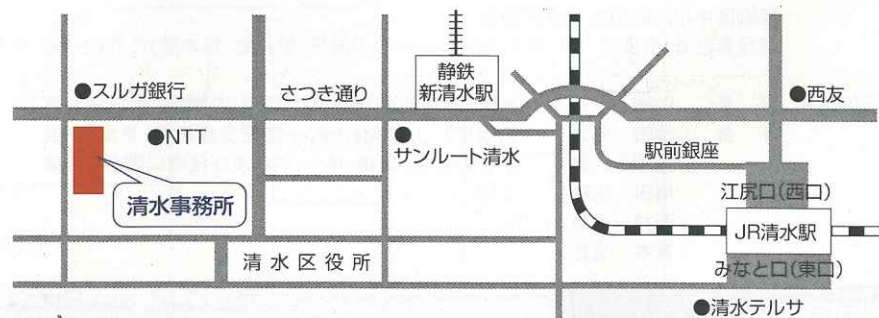 ●スルガ銀行
さつき通り
静鉄
新清水駅
●西友
●NTT
●
サンルート清水
駅前銀座
清水事務所
江尻口(西口)
JR清水駅
清水区役所
みなと口(東口)
●清水テルサ